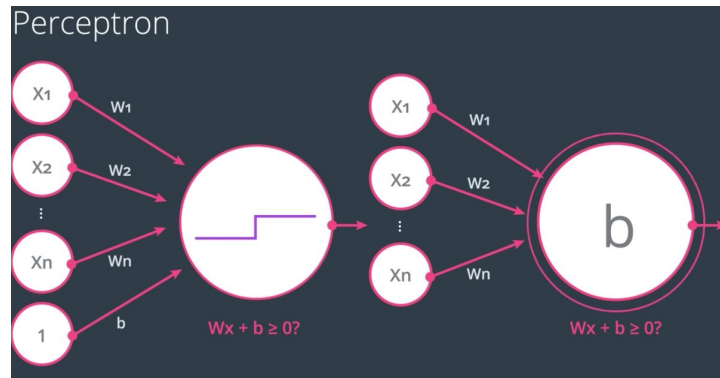 Perceptron
X1
W1
X2
W2
⋮
Xn
Wn
1
b
Wx + b ≥ 0?
X1
W1
X2
W2
⋮
Xn
Wn
b
Wx + b ≥ 0?